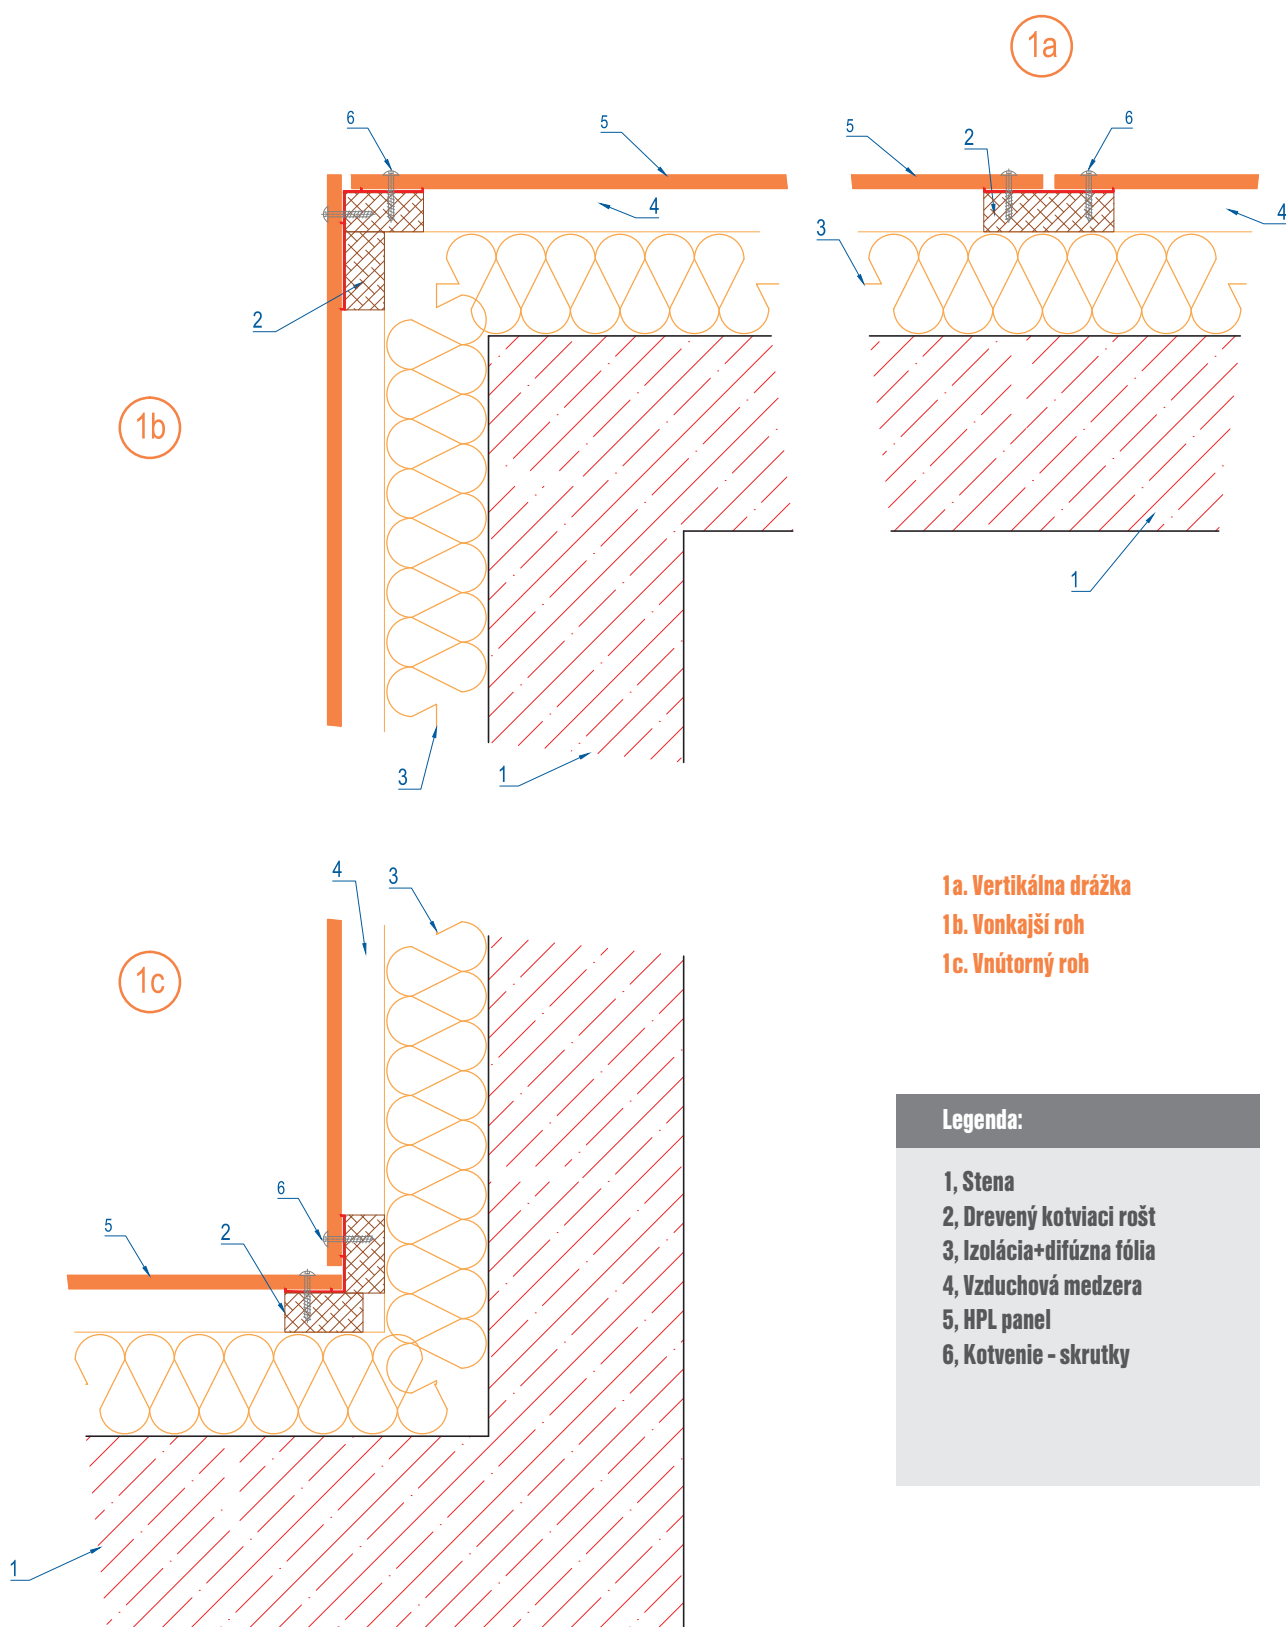 1a
6
5
4
2
1b
3
1
5
2
6
4
3
1
1c
4
3
6
5
2
1
1a. Vertikálna drážka
1b. Vonkajší roh
1c. Vnútorný roh
Legenda:
1, Stena
2, Drevený kotviaci rošt
3, Izolácia+difúzna fólia
4, Vzduchová medzera
5, HPL panel
6, Kotvenie - skrutky